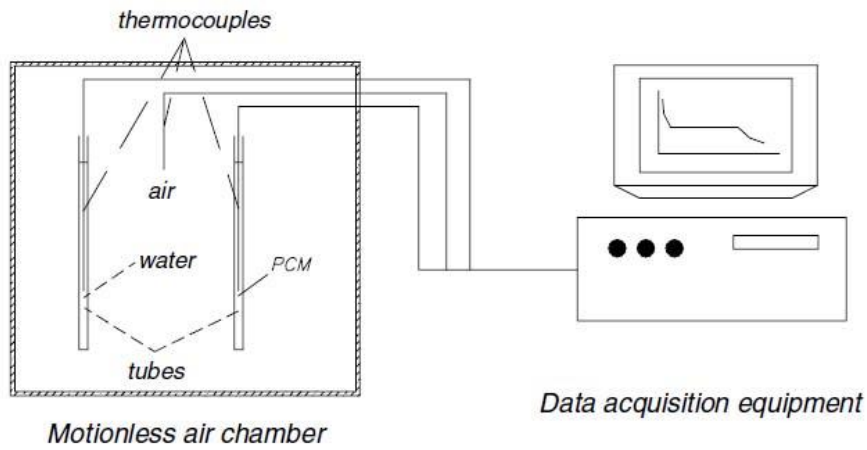 thermocouples
air
water
PCM
tubes
Data acquisition equipment
Motionless air chamber